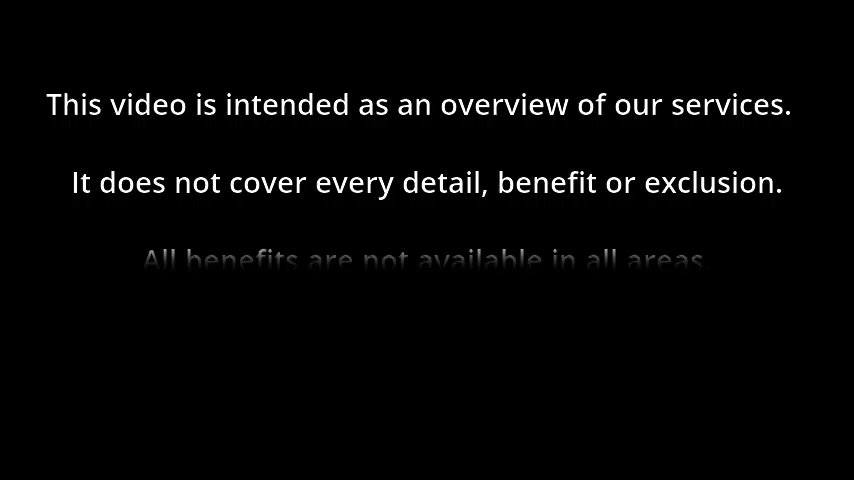 This video is intended as an overview of our services.
It does not cover every detail, benefit or exclusion.
All benefits are not available in all areas.